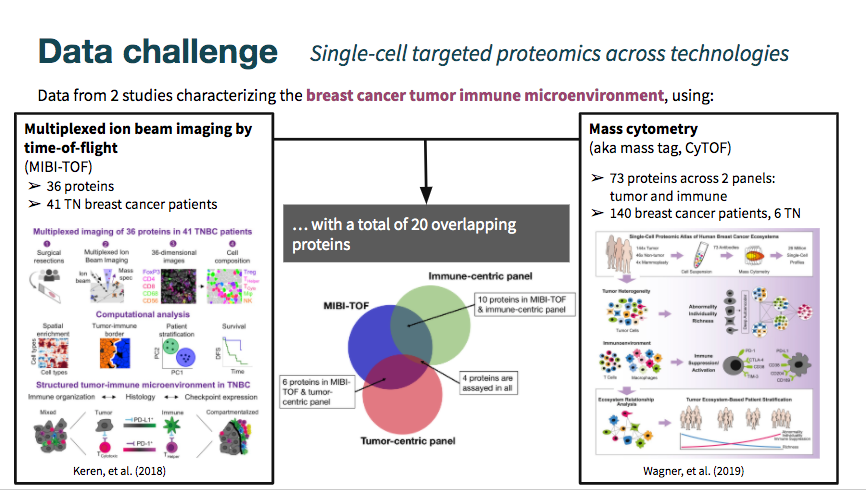 Data challenge
Single-cell targeted proteomics across technologies
Data from 2 studies characterizing the breast cancer tumor immune microenvironment, using:
Multiplexed ion beam imaging by
time-of-flight
(MIBI-TOF)
➢ 36 proteins
➢ 41 TN breast cancer patients
Multiplexed imaging of 36 proteins in 41 TNBC patients
1
2
3
4
Surgical
resections
Multiplexed Ion
Beam Imaging
36-dimensional
images
Cell
composition
Ion
beam
Mass
spec
FoxP3
CD4
CD8
Treg
Computational analysis
Spatial
enrichment
Tumor-immune
border
Patient
stratification
Survival
Cell types
Cell types
PC2
PC1
DFS
Time
Structured tumor-immune microenvironment in TNBC
Immune organization
Histology
Checkpoint expression
Mixed
Tumor
PD-L1+
Immune
Compartmentalized
PD-1+
Keren, et al. (2018)
… with a total of 20 overlapping
proteins
Immune-centric panel
MIBI-TOF
10 proteins in MIBI-TOF
& immune-centric panel
6 proteins in MIBI-
TOF & tumor-
centric panel
4 proteins are
assayed in all
Tumor-centric panel
Mass cytometry
(aka mass tag, CyTOF)
➢ 73 proteins across 2 panels:
tumor and immune
➢ 140 breast cancer patients, 6 TN
Single-Cell Proteomic Atlas of Human Breast Cancer Ecosystems
144x Tumor
46x Non-tumor
4x Mammoplasty
Cell Suspension
73 Antibodies
Mass Cytometry
26 Million
Single-Cell
Profiles
Tumor Heterogeneity
Tumor Cells
Abnormality
Individuality
Richness
Immunoenvironment
T Cells
Macrophages
Immune
Suppression/
Activation
PD-1
CTLA-4
CD38
TIM-3
PD-L1
CD38
CD169
Ecosystem Relationship
Analysis
Tumor Ecosystem-Based Patient Stratification
Abnormality
Individuality
Immune Suppression
Richness
Wagner, et al. (2019)